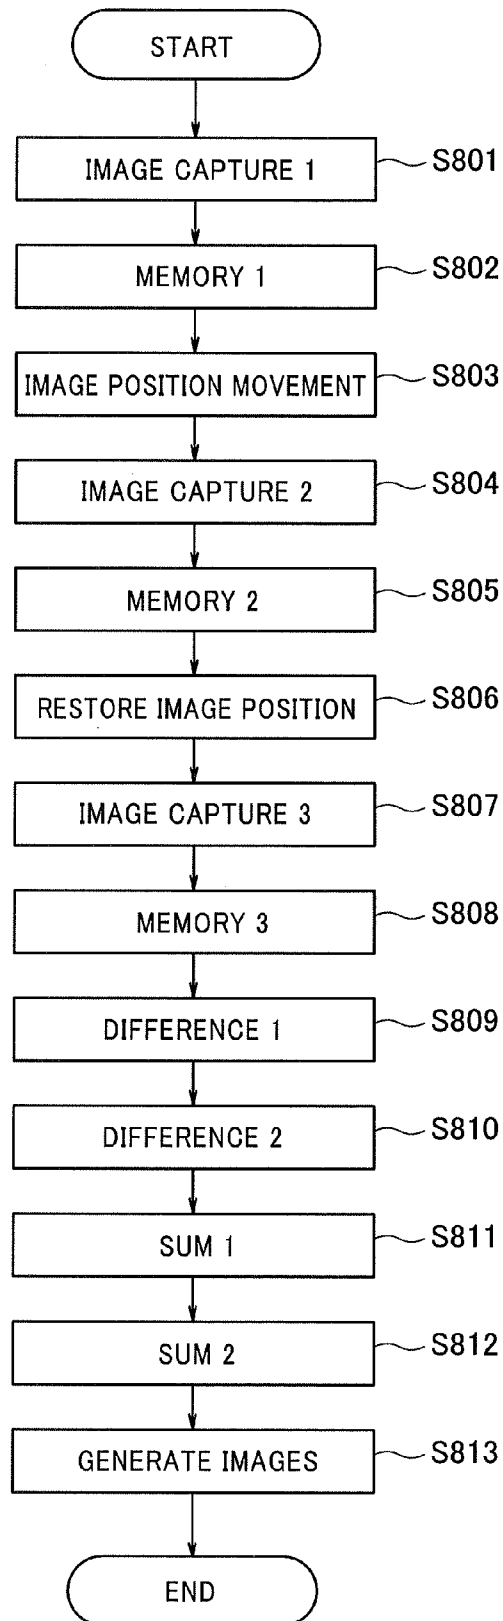 START
IMAGE CAPTURE 1 S801
MEMORY 1 S802
IMAGE POSITION MOVEMENT S803
IMAGE CAPTURE 2 S804
MEMORY 2 S805
RESTORE IMAGE POSITION S806
IMAGE CAPTURE 3 S807
MEMORY 3 S808
DIFFERENCE 1 S809
DIFFERENCE 2 S810
SUM 1 S811
SUM 2 S812
GENERATE IMAGES S813
END